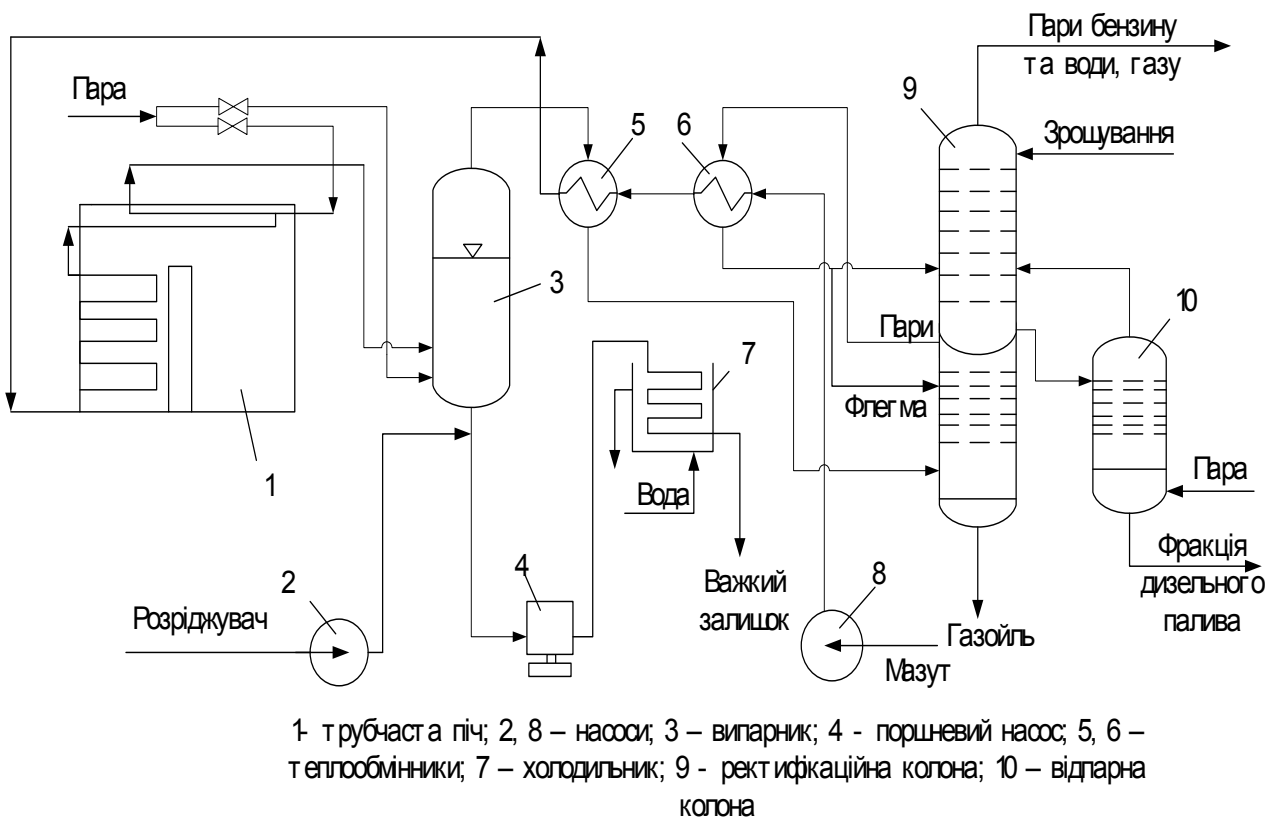 Пари бензину
та води, газу
Пара
9
5
6
Зрошування
3
10
Пари
7
Флегма
1
Вода
Пара
2
4
Важкий
залишок
8
Фракція
дизельного
палива
Розріджувач
Газойль
Мазут
1- трубчаста піч; 2, 8 – насоси; 3 – випарник; 4 - поршневий насос; 5, 6 –
теплообмінники; 7 – холодильник; 9 - ректифікаційна колона; 10 – відпарна
колона